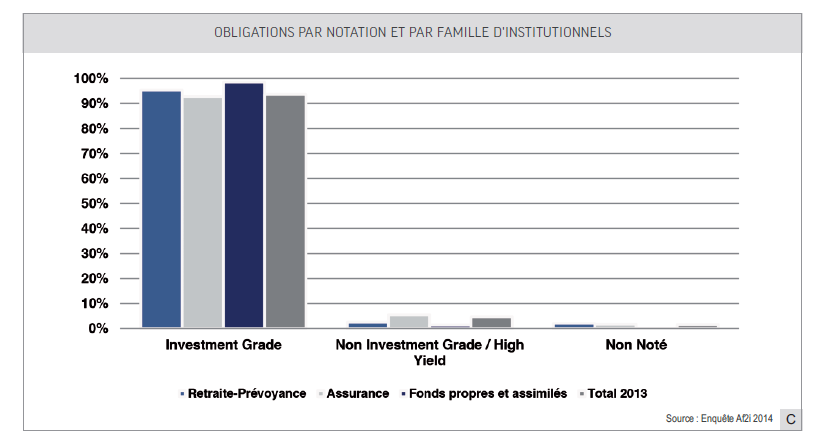 OBLIGATIONS PAR NOTATION ET PAR FAMILLE D'INSTITUTIONNELS
100%
90%
80%
70%
60%
50%
40%
30%
20%
10%
0%
Investment Grade
Non Investment Grade / High
Yield
Non Noté
Retraite-Prévoyance Assurance Fonds propres et assimilés Total 2013
Source : Enquête Af2i 2014 C